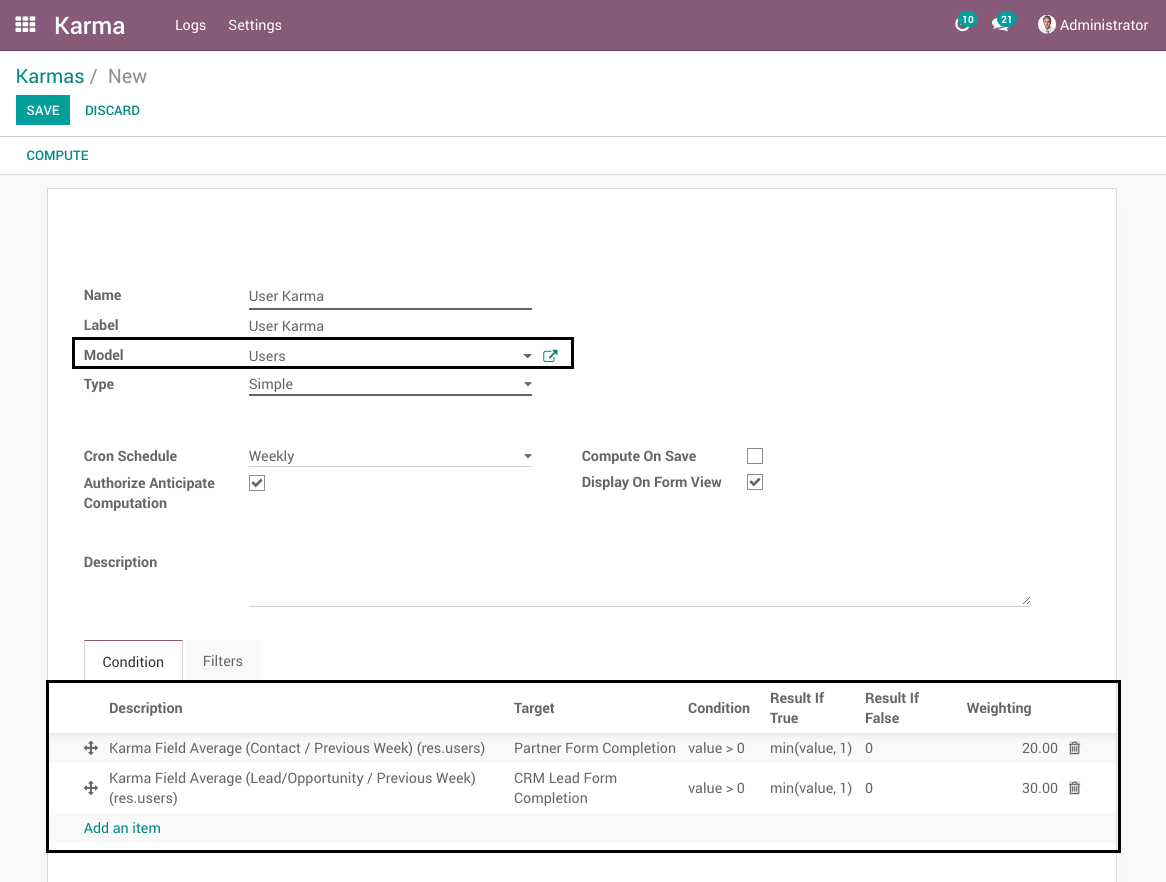 Karma Logs Settings 10 21 Administrator
Karmas / New
SAVE DISCARD
COMPUTE
Name User Karma
Label User Karma
Model Users
Type Simple
Cron Schedule Weekly Compute On Save
Authorize Anticipate Display On Form View
Computation
Description
Condition Filters
Description Target Condition Result If True Result If False Weighting
Karma Field Average (Contact / Previous Week) (res.users) Partner Form Completion value > 0 min(value, 1) 0 20.00
Karma Field Average (Lead/Opportunity / Previous Week) (res.users) CRM Lead Form Completion value > 0 min(value, 1) 0 30.00
Add an item